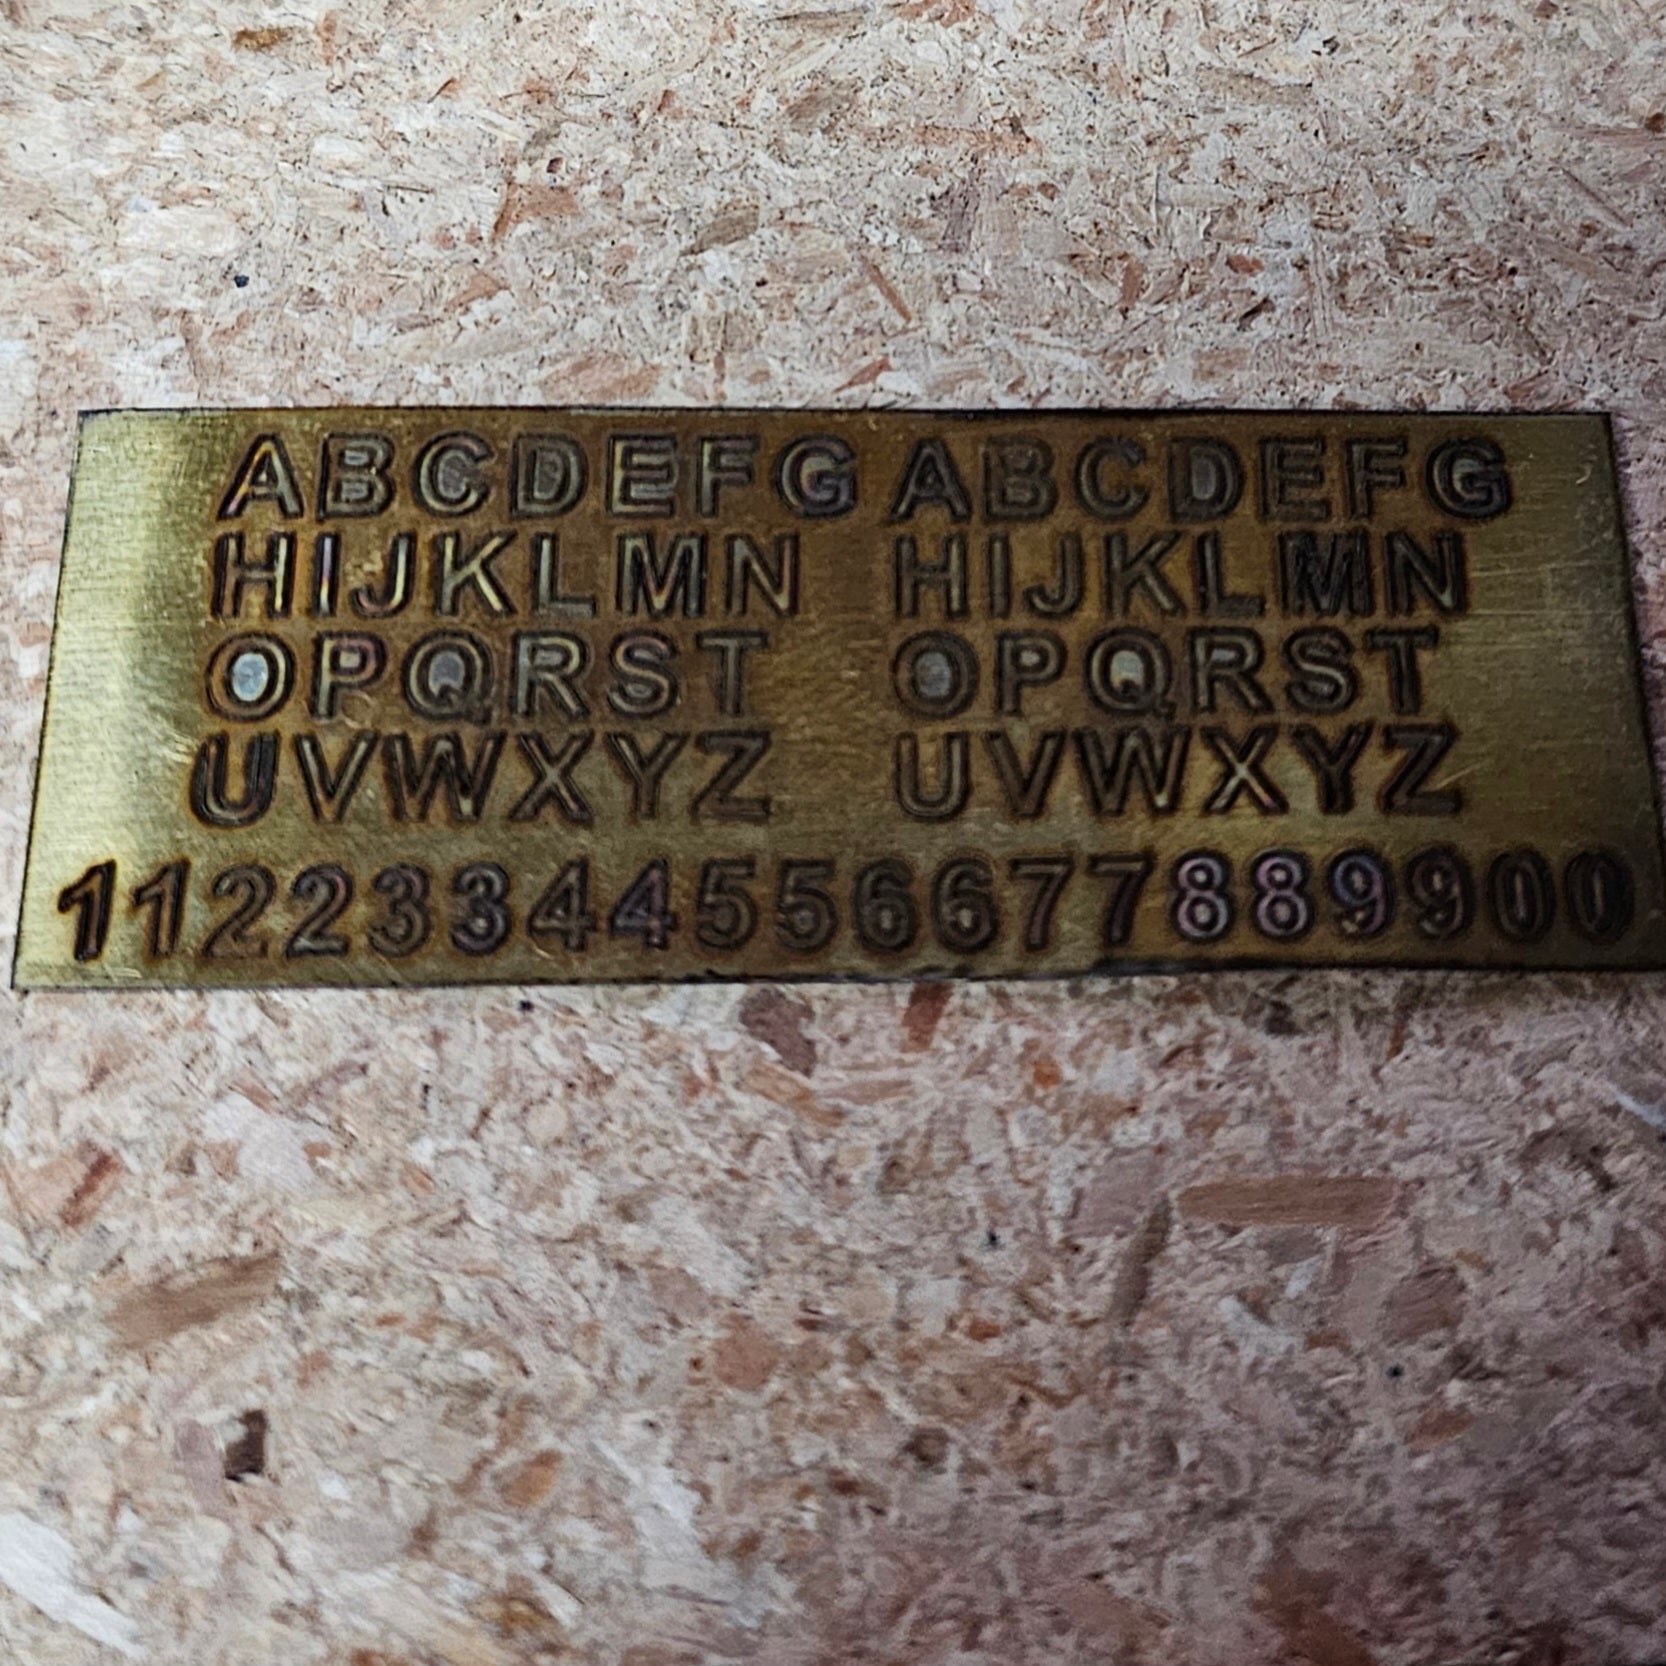 ABCDEFG ABCDEFG
HIJKLMN HIJKLMN
OPQRST OPQRST
UVWXYZ UVWXYZ
11223344556677889900